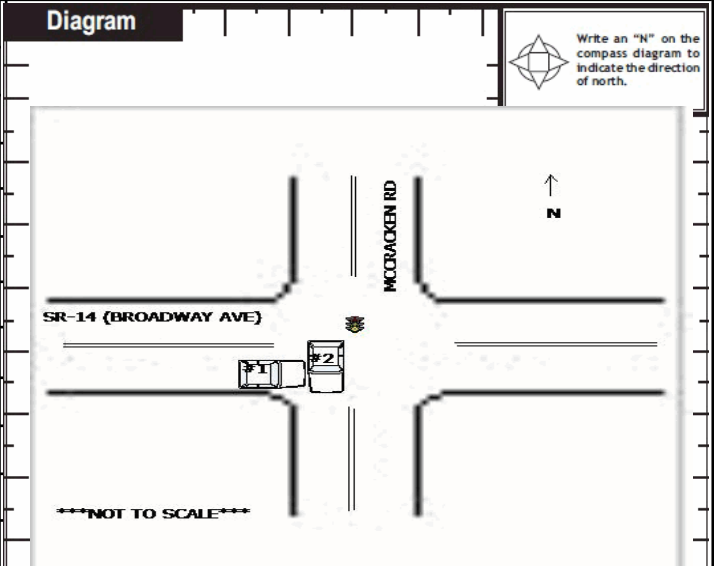 Diagram
Write an “N” on the
compass diagram to
indicate the direction
of north.
MCCRACKEN RD
N
SR-14 (BROADWAY AVE)
#1
#2
***NOT TO SCALE***